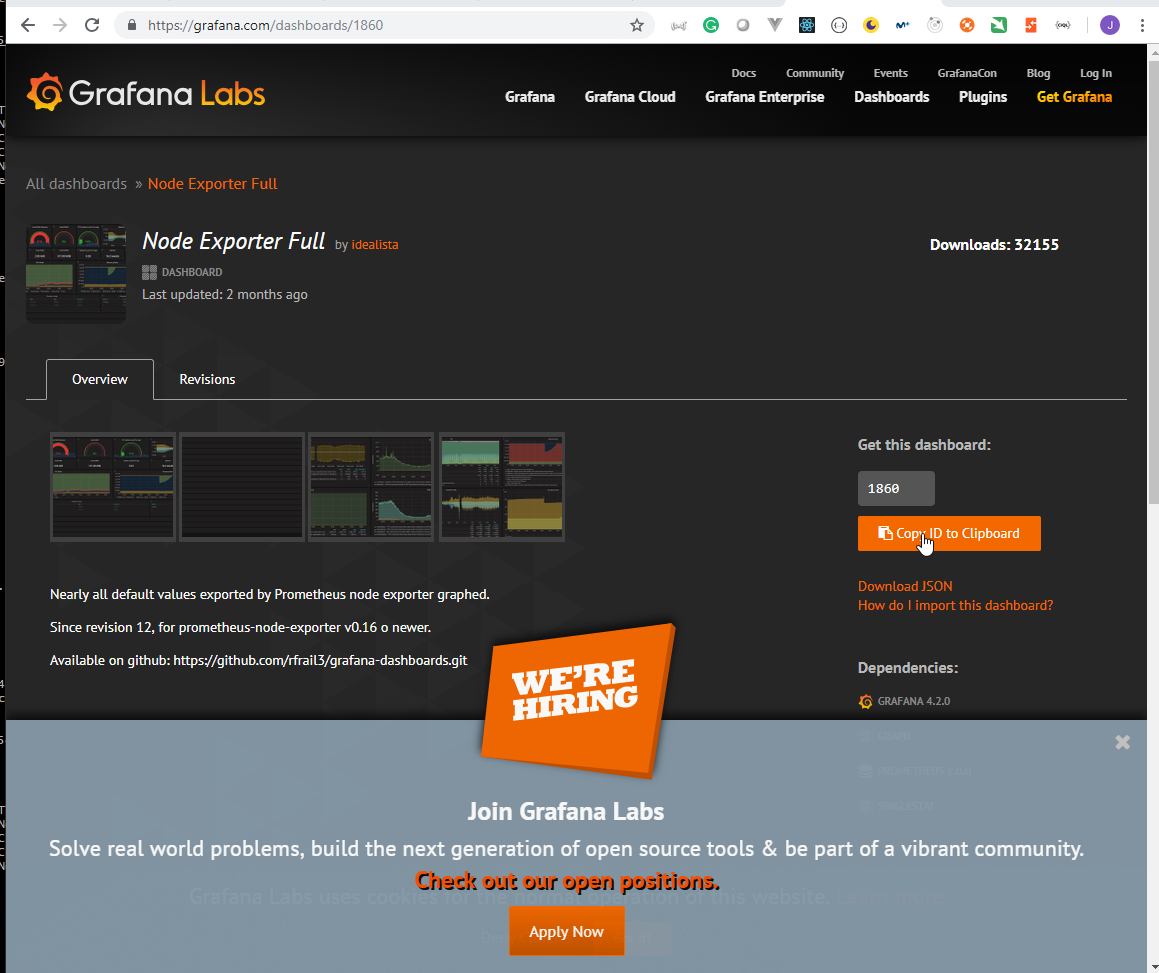 https://grafana.com/dashboards/1860
J
Grafana Labs
Docs Community Events GrafanaCon Blog Log In
Grafana Grafana Cloud Grafana Enterprise Dashboards Plugins Get Grafana
All dashboards » Node Exporter Full
Node Exporter Full by idealista
Downloads: 32155
DASHBOARD
Last updated: 2 months ago
Overview Revisions
Get this dashboard:
1860
Copy ID to Clipboard
Download JSON
How do I import this dashboard?
Nearly all default values exported by Prometheus node exporter graphed.
Since revision 12, for prometheus-node-exporter v0.16 o newer.
Available on github: https://github.com/rfrail3/grafana-dashboards.git
Dependencies:
GRAFANA 4.2.0
GRAPH
SINGLESTAT
WE'RE
HIRING
Join Grafana Labs
Solve real world problems, build the next generation of open source tools & be part of a vibrant community.
Check out our open positions.
Grafana Labs uses cookies for the normal operation of this website. Learn more.
Apply Now